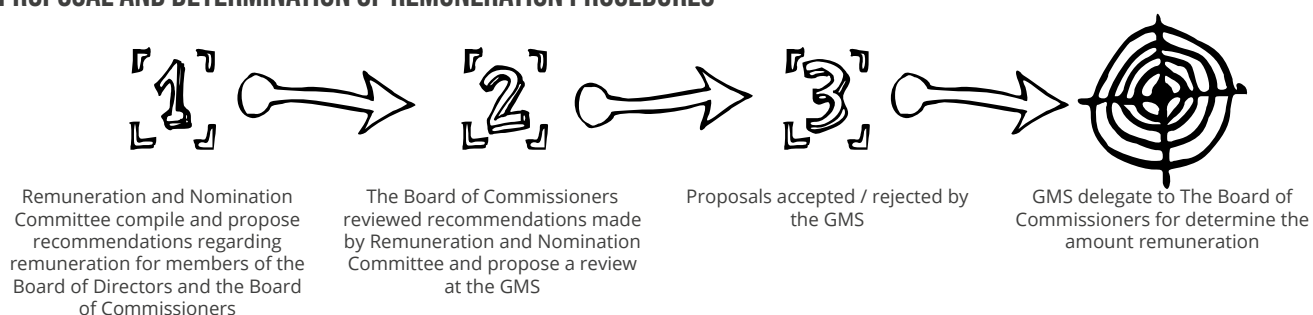 PROPOSAL AND DETERMINATION OF REMUNERATION PROCEDURES
1
2
3
Remuneration and Nomination
Committee compile and propose
recommendations regarding
remuneration for members of the
Board of Directors and the Board
of Commissioners
The Board of Commissioners
reviewed recommendations made
by Remuneration and Nomination
Committee and propose a review
at the GMS
Proposals accepted / rejected by
the GMS
GMS delegate to The Board of
Commissioners for determine the
amount remuneration